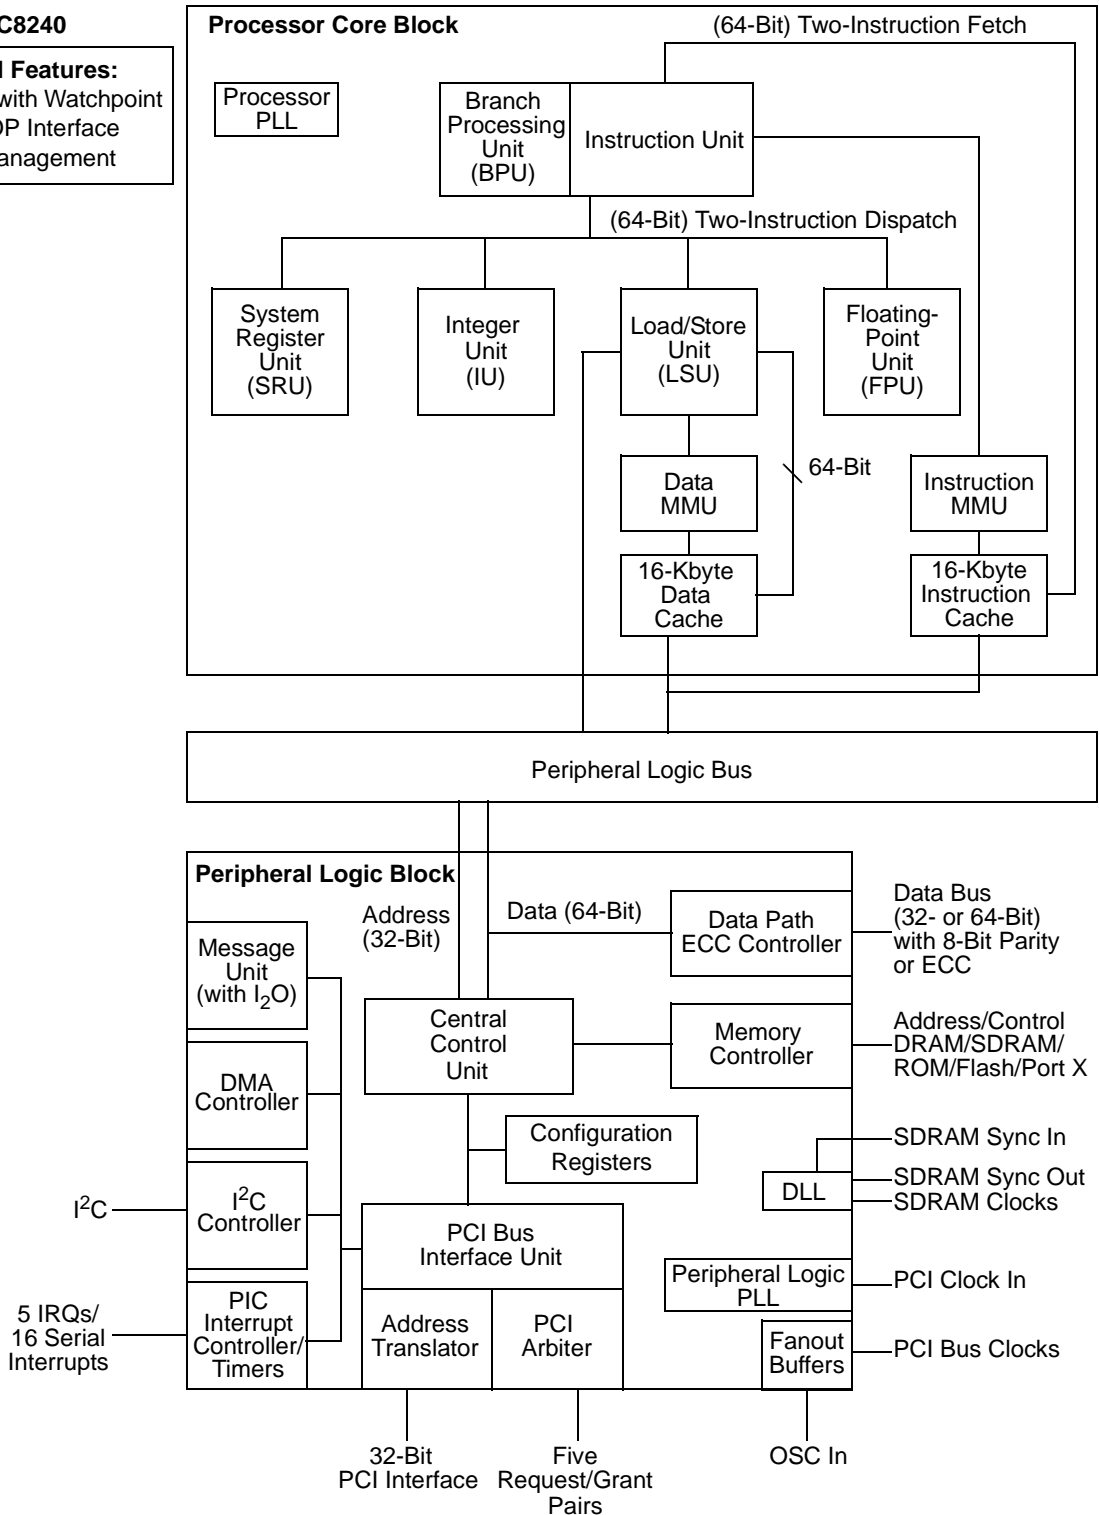 C8240
Features:
with Watchpoint
Interface
Processor Core Block
(64-Bit) Two-Instruction Fetch
Processor
PLL
Branch
Processing
Unit
(BPU)
Instruction Unit
(64-Bit) Two-Instruction Dispatch
System
Register
Unit
(SRU)
Integer
Unit
(IU)
Load/Store
Unit
(LSU)
Floating-
Point
Unit
(FPU)
64-Bit
Data
MMU
Instruction
MMU
16-Kbyte
Data
Cache
16-Kbyte
Instruction
Cache
Peripheral Logic Bus
Peripheral Logic Block
Address
(32-Bit)
Data (64-Bit)
Data Path
ECC Controller
Data Bus
(32- or 64-Bit)
with 8-Bit Parity
or ECC
Message
Unit
(with I2O)
Central
Control
Unit
Memory
Controller
Address/Control
DRAM/SDRAM/
ROM/Flash/Port X
DMA
Controller
Configuration
Registers
SDRAM Sync In
DLL
SDRAM Sync Out
SDRAM Clocks
I2C
I2C
Controller
PCI Bus
Interface Unit
Peripheral Logic
PLL
PCI Clock In
5 IRQs/
16 Serial
Interrupts
PIC
Interrupt
Controller/
Timers
Address
Translator
PCI
Arbiter
Fanout
Buffers
PCI Bus Clocks
32-Bit
PCI Interface
Five
Request/Grant
Pairs
OSC In